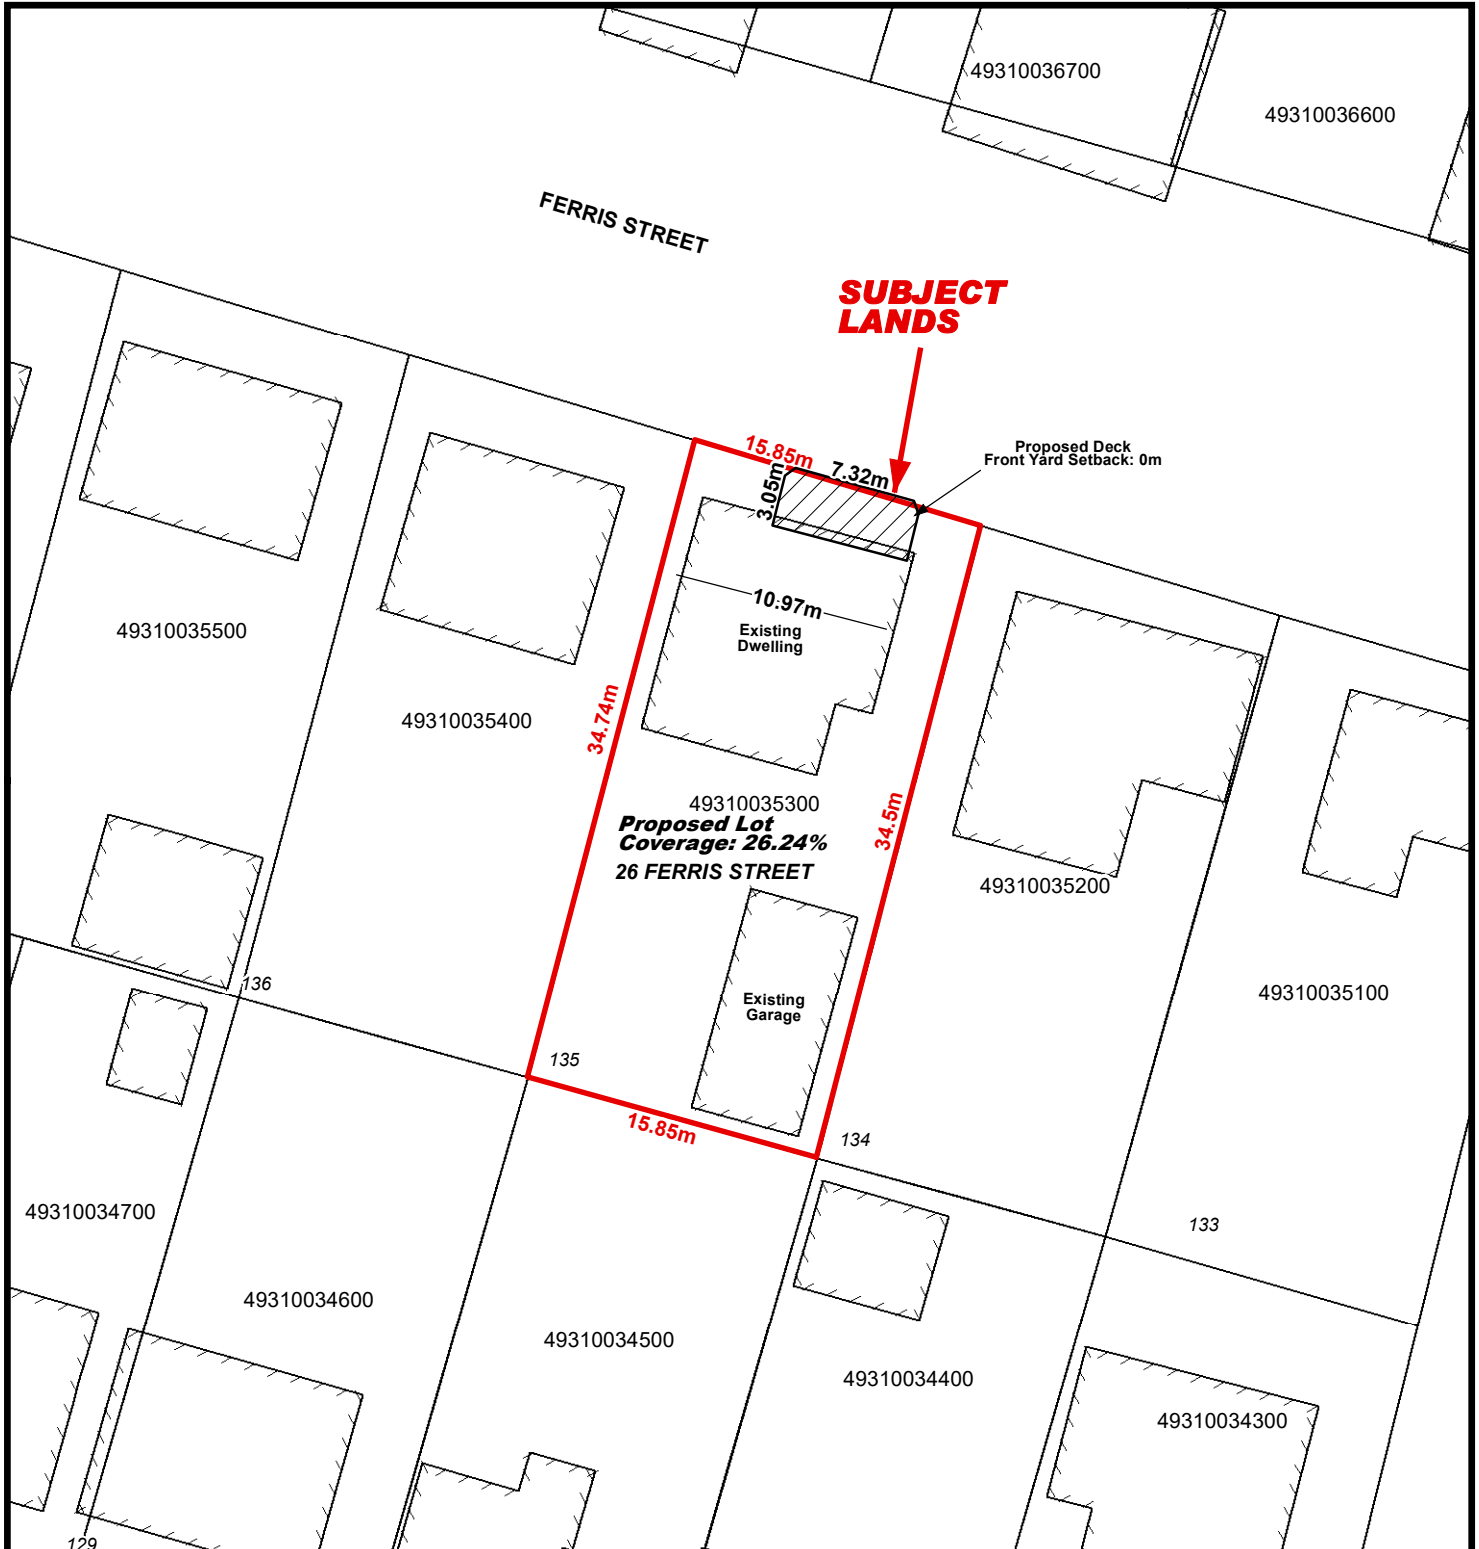 49310036700
49310036600
FERRIS STREET
SUBJECT
LANDS
15.85m
7.32m
3.05m
Proposed Deck
Front Yard Setback: 0m
10.97m
Existing
Dwelling
49310035500
49310035400
34.74m
49310035300
Proposed Lot
Coverage: 26.24%
26 FERRIS STREET
34.5m
49310035200
136
49310035100
Existing
Garage
135
15.85m
134
49310034700
133
49310034600
49310034500
49310034400
49310034300
129